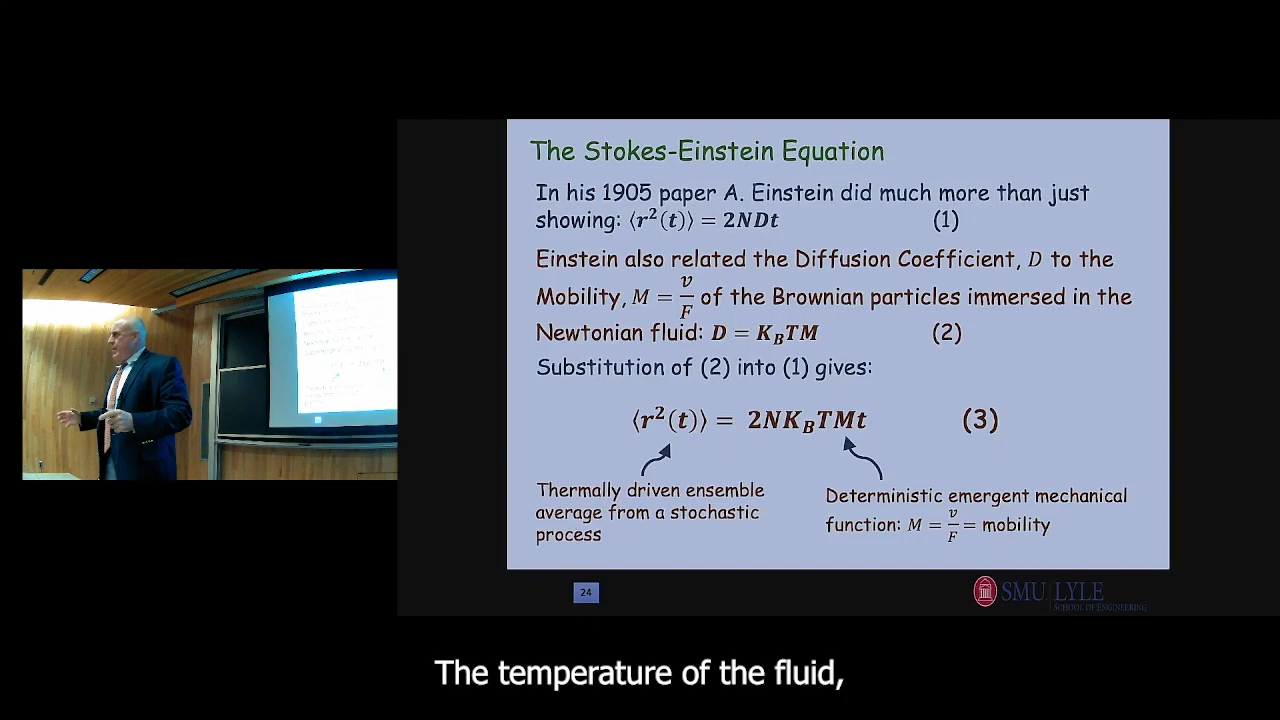 The Stokes-Einstein Equation
In his 1905 paper A. Einstein did much more than just
showing: ⟨r²(t)⟩ = 2NDt (1)
Einstein also related the Diffusion Coefficient, D to the
Mobility, M = v/F of the Brownian particles immersed in the
Newtonian fluid: D = K_BTM (2)
Substitution of (2) into (1) gives:
⟨r²(t)⟩ = 2NK_BTMt (3)
Thermally driven ensemble
average from a stochastic
process
Deterministic emergent mechanical
function: M = v/F = mobility
24
SMU LYLE
SCHOOL OF ENGINEERING
The temperature of the fluid,